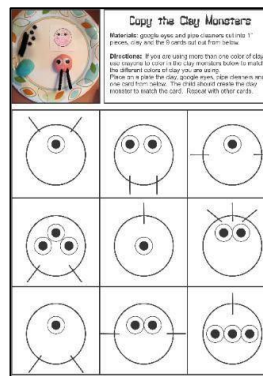 Copy the Clay Monsters
Materials: google eyes and pipe cleaners cut into 1"
pieces, clay and the 9 cards cut out from below.
Directions: If you are using more than one color of clay,
use crayons to color in the clay monsters below to match
the different colors of clay you are using.
Place on a plate the clay, google eyes, pipe cleaners and
one card from below. The child should create the clay
monster to match the card. Repeat with other cards.